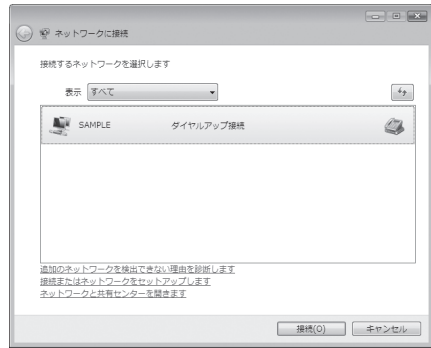 ネットワークに接続
接続するネットワークを選択します
表示 すべて
SAMPLE ダイヤルアップ接続
追加のネットワークを検出できない理由を診断します
接続またはネットワークをセットアップします
ネットワークと共有センターを開きます
接続(O) キャンセル